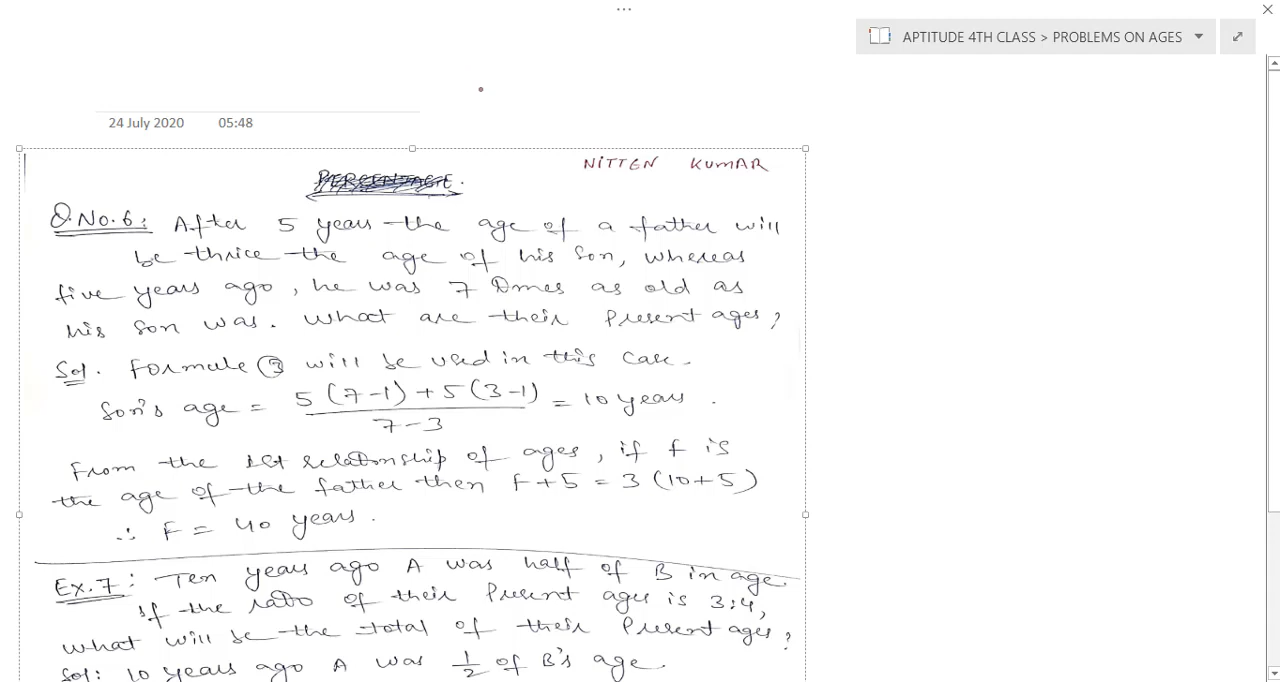 APTITUDE 4TH CLASS > PROBLEMS ON AGES
24 July 2020 05:48
NITTEN KUMAR
PERCENTAGE.
Q.No.6: After 5 years the age of a father will
be thrice the age of his son, whereas
five years ago, he was 7 times as old as
his son was. What are their present ages?
Sol. Formule ③ will be used in this case.
Son's age = 5(7-1)+5(3-1) / 7-3 = 10 years.
From the 1st relationship of ages, if f is
the age of the father then F+5 = 3(10+5)
∴ F = 40 years.
Ex.7: Ten years ago A was half of B in age.
if the ratio of their present ages is 3:4,
what will be the total of their present ages?
Sol: 10 years ago A was 1/2 of B's age.